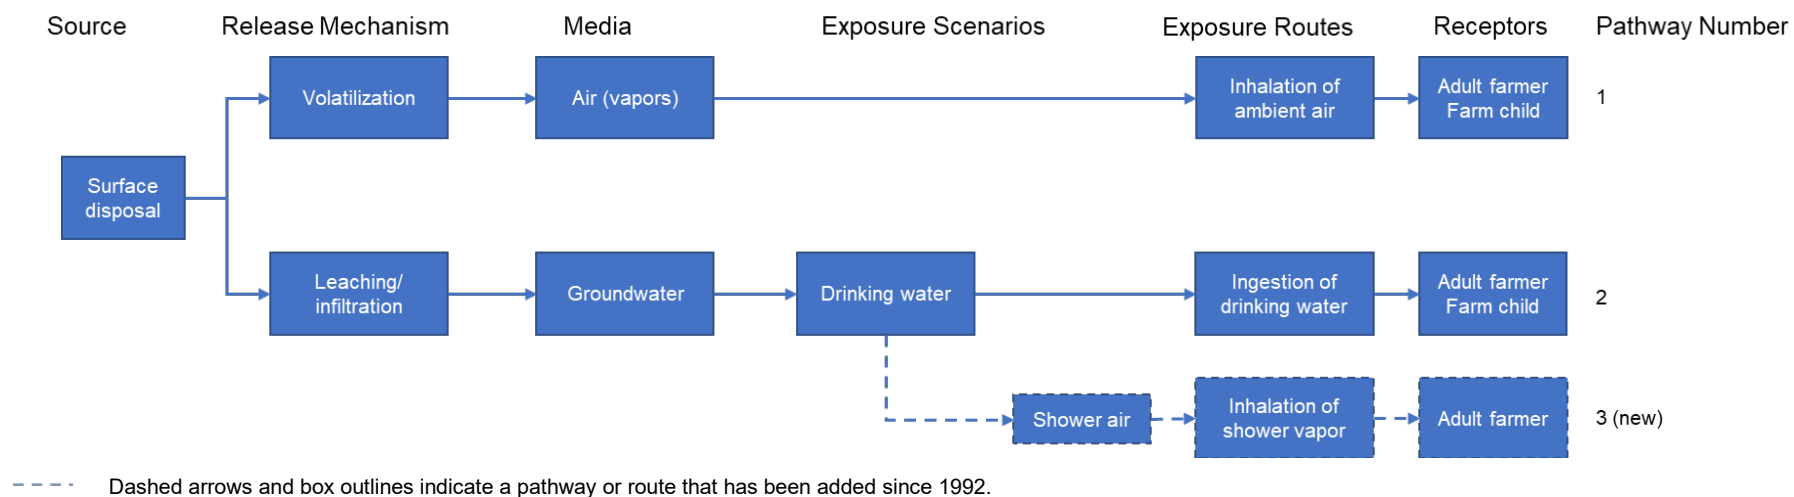 Source Release Mechanism Media Exposure Scenarios Exposure Routes Receptors Pathway Number
Volatilization
Air (vapors)
Inhalation of
ambient air
Adult farmer
Farm child
1
Surface
disposal
Leaching/
infiltration
Groundwater
Drinking water
Ingestion of
drinking water
Adult farmer
Farm child
2
Shower air
Inhalation of
shower vapor
Adult farmer
3 (new)
Dashed arrows and box outlines indicate a pathway or route that has been added since 1992.